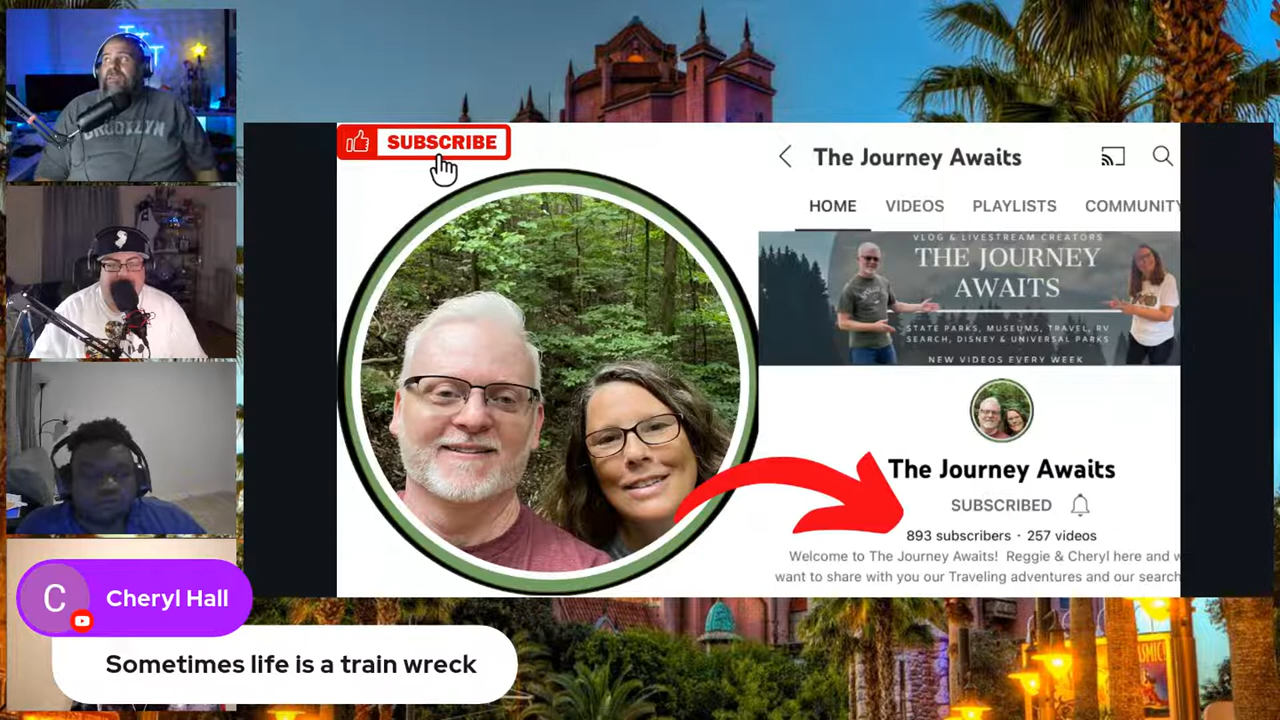 BROOKLYN
SUBSCRIBE
The Journey Awaits
HOME VIDEOS PLAYLISTS COMMUNITY
VLOG & LIVESTREAM CREATORS
THE JOURNEY
AWAITS
STATE PARKS, MUSEUMS, TRAVEL, RV
SEARCH, DISNEY & UNIVERSAL PARKS
NEW VIDEOS EVERY WEEK
The Journey Awaits
SUBSCRIBED
893 subscribers · 257 videos
Welcome to The Journey Awaits! Reggie & Cheryl here and w
want to share with you our Traveling adventures and our search
C
Cheryl Hall
Sometimes life is a train wreck